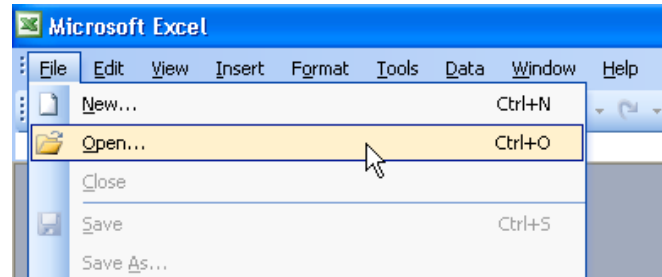 Microsoft Excel
File Edit View Insert Format Tools Data Window Help
New... Ctrl+N
Open... Ctrl+O
Close
Save Ctrl+S
Save As...